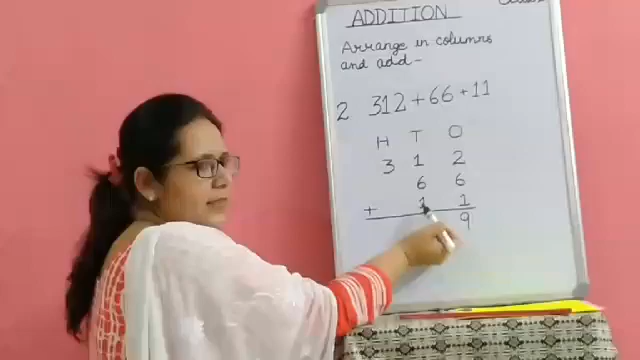 ADDITION
Arrange in columns
and add-
2 312+66+11
H T O
3 1 2
6 6
+ 1 1
9